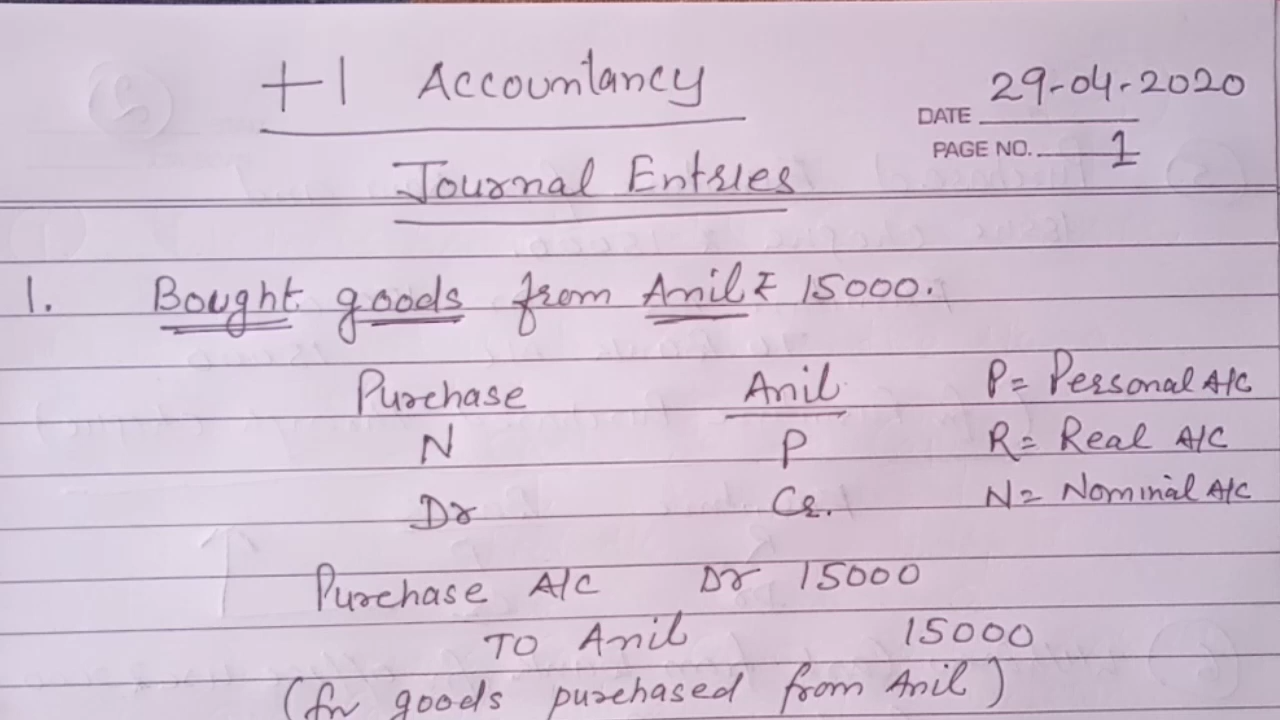 +1 Accountancy
DATE 29-04-2020
PAGE NO. 1
Journal Entries
1. Bought goods from Anil ₹ 15000.
Purchase Anil P= Personal A/C
N P R= Real A/C
Dr Cr. N= Nominal A/C
Purchase A/C Dr 15000
To Anil 15000
(for goods purchased from Anil)